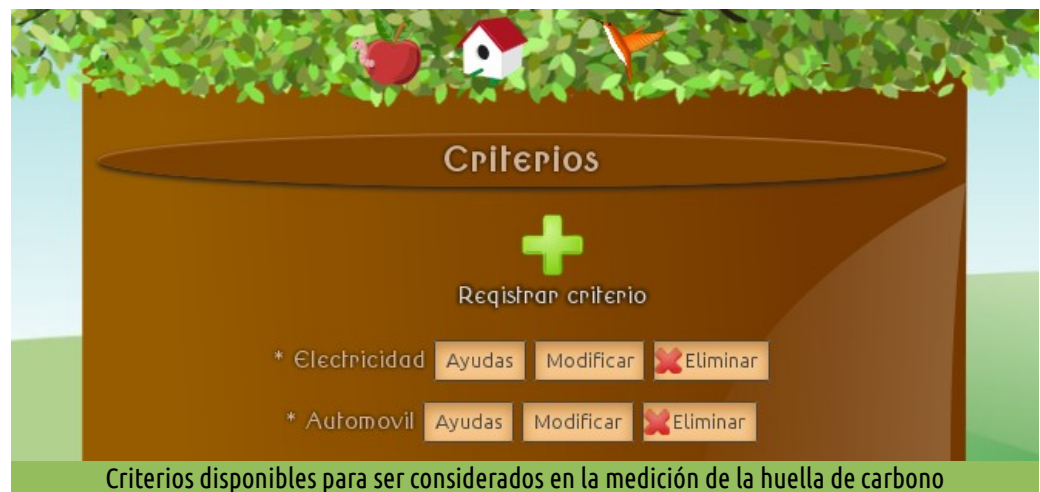 Criterios
Registrar criterio
* Electricidad Ayudas Modificar Eliminar
* Automovil Ayudas Modificar Eliminar
Criterios disponibles para ser considerados en la medición de la huella de carbono